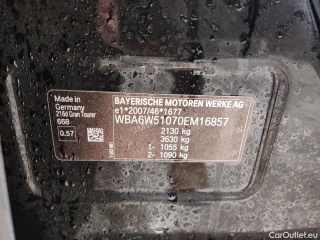 Made in
Germany
216d Gran Tourer
668
0.57
BAYERISCHE MOTOREN WERKE AG
e1*2007/46*1677
WBA6W51070EM16857
2130 kg
3630 kg
1- 1055 kg
2- 1090 kg
CarOutlet.eu